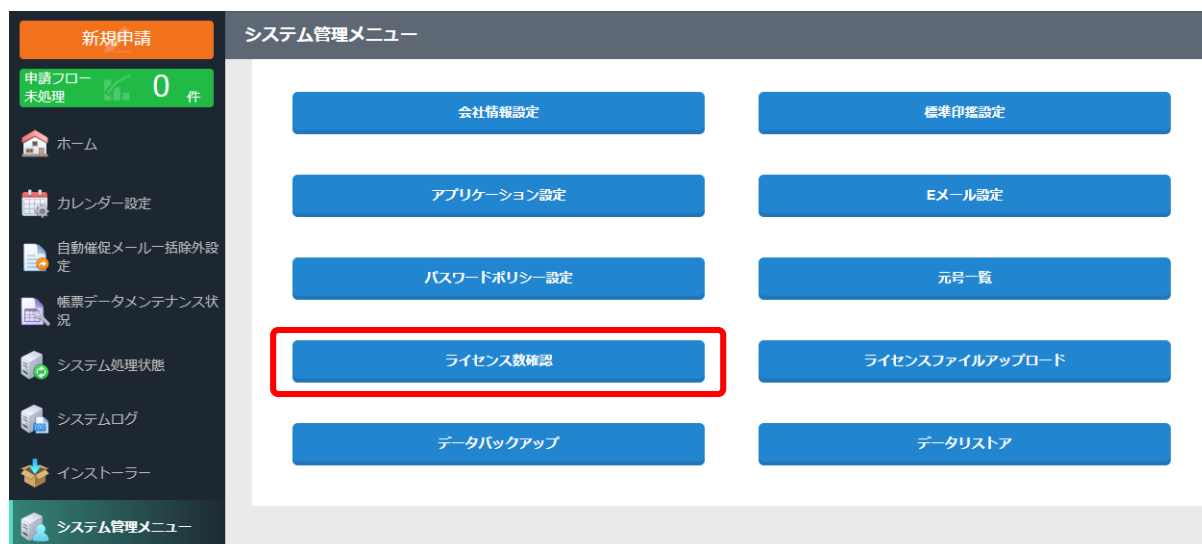 新規申請
システム管理メニュー
申請フロー
未処理
0 件
会社情報設定
標準印鑑設定
ホーム
アプリケーション設定
Eメール設定
カレンダー設定
自動催促メール一括除外設
定
パスワードポリシー設定
元号一覧
帳票データメンテナンス状
況
システム処理状態
ライセンス数確認
ライセンスファイルアップロード
システムログ
データバックアップ
データリストア
インストーラー
システム管理メニュー